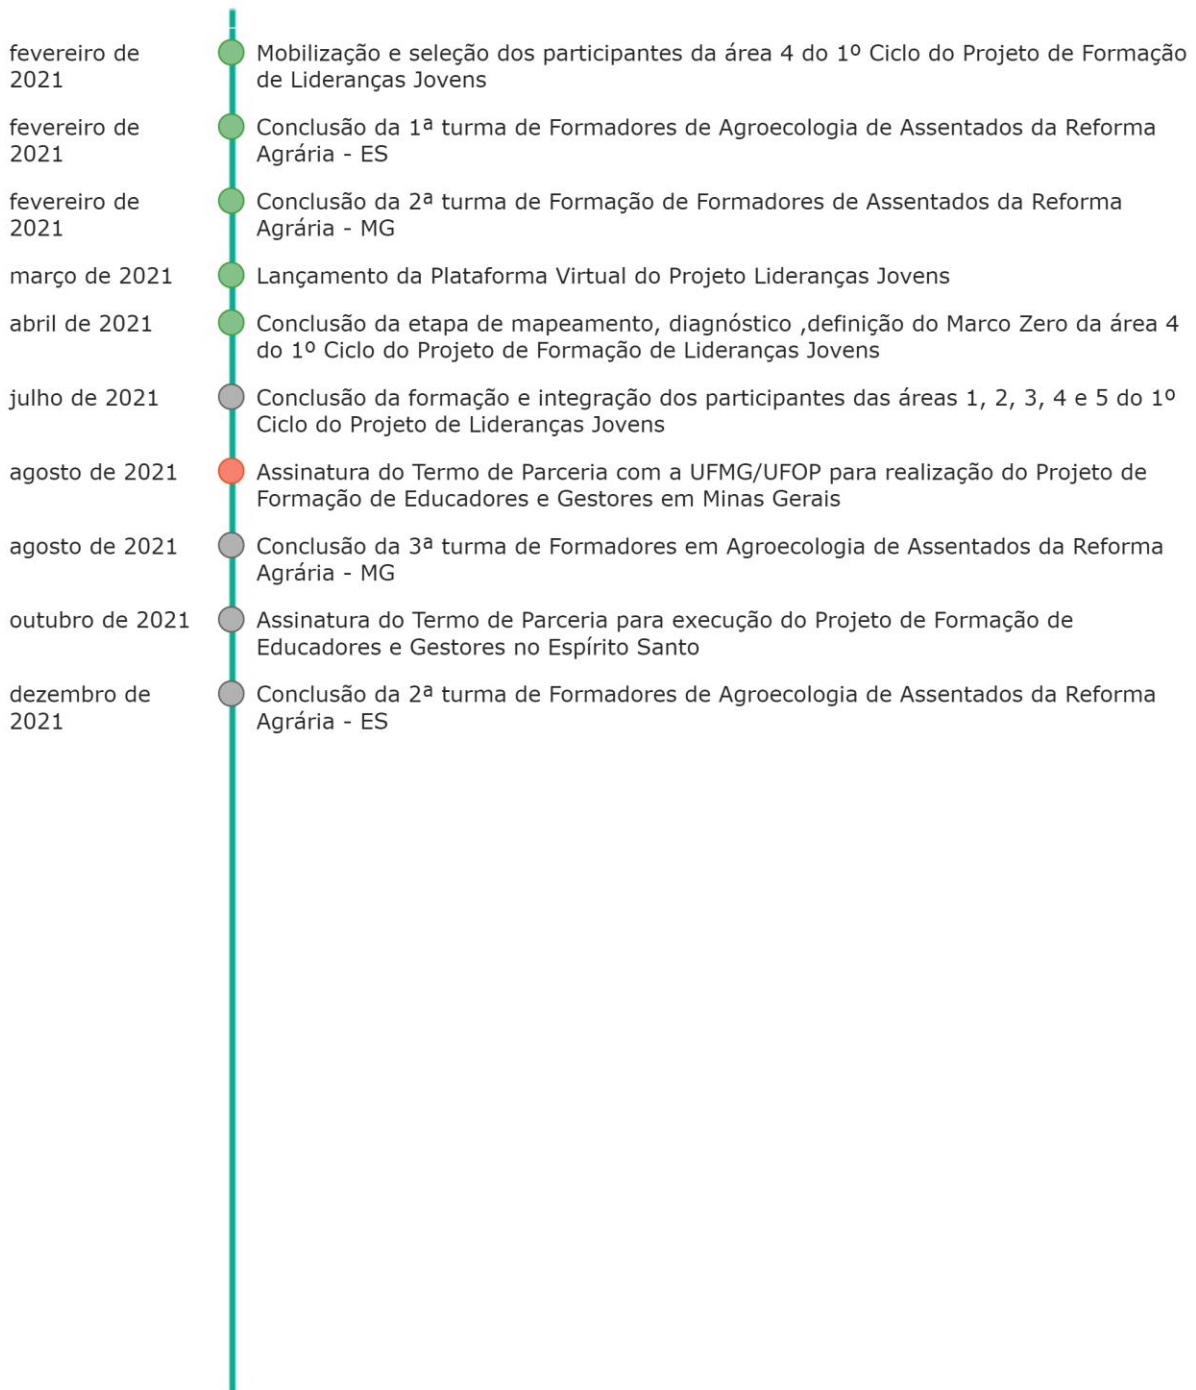 fevereiro de
2021
Mobilização e seleção dos participantes da área 4 do 1º Ciclo do Projeto de Formação
de Lideranças Jovens
fevereiro de
2021
Conclusão da 1ª turma de Formadores de Agroecologia de Assentados da Reforma
Agrária - ES
fevereiro de
2021
Conclusão da 2ª turma de Formação de Formadores de Assentados da Reforma
Agrária - MG
março de 2021
Lançamento da Plataforma Virtual do Projeto Lideranças Jovens
abril de 2021
Conclusão da etapa de mapeamento, diagnóstico ,definição do Marco Zero da área 4
do 1º Ciclo do Projeto de Formação de Lideranças Jovens
julho de 2021
Conclusão da formação e integração dos participantes das áreas 1, 2, 3, 4 e 5 do 1º
Ciclo do Projeto de Lideranças Jovens
agosto de 2021
Assinatura do Termo de Parceria com a UFMG/UFOP para realização do Projeto de
Formação de Educadores e Gestores em Minas Gerais
agosto de 2021
Conclusão da 3ª turma de Formadores em Agroecologia de Assentados da Reforma
Agrária - MG
outubro de 2021
Assinatura do Termo de Parceria para execução do Projeto de Formação de
Educadores e Gestores no Espírito Santo
dezembro de
2021
Conclusão da 2ª turma de Formadores de Agroecologia de Assentados da Reforma
Agrária - ES